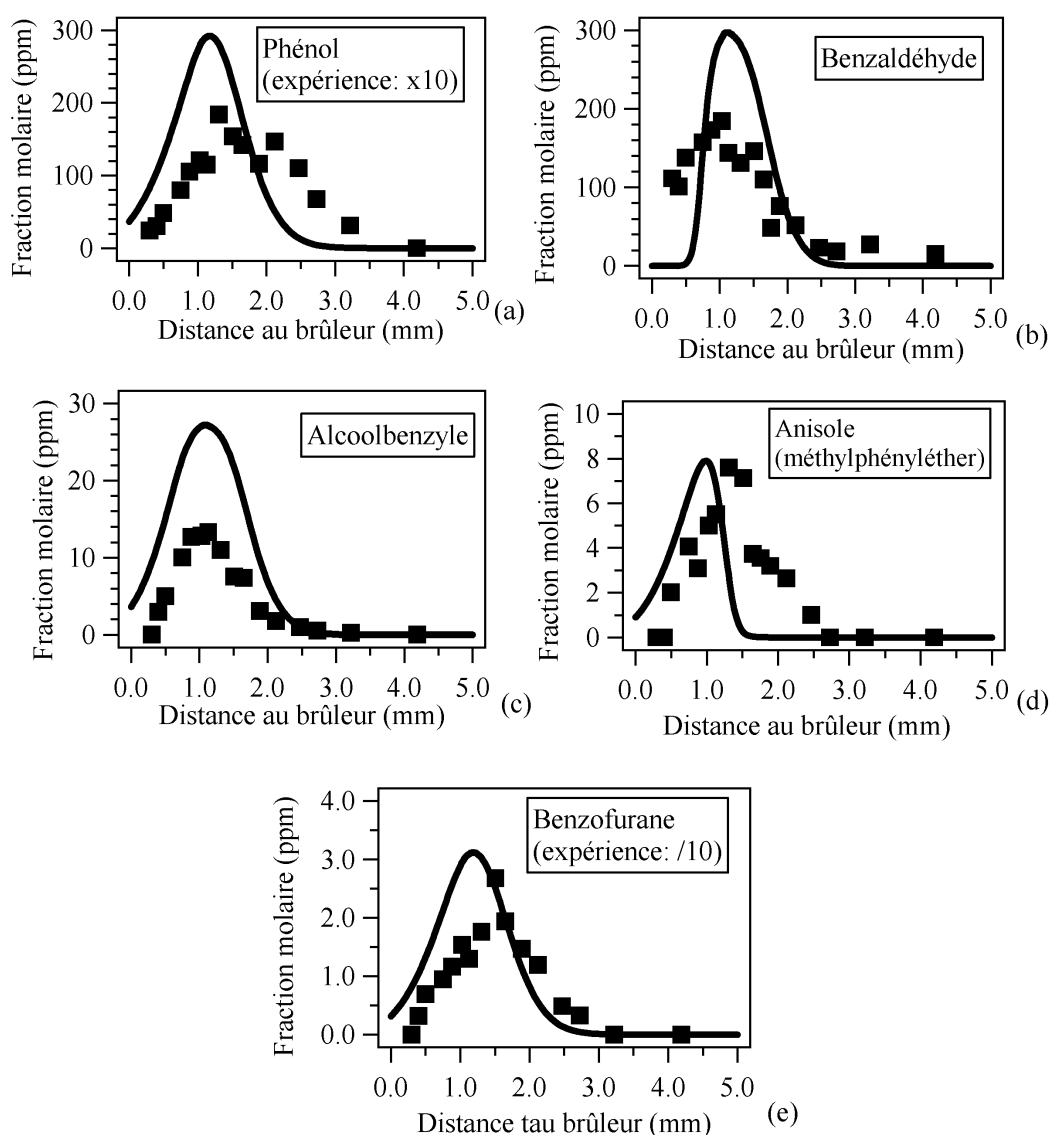 Fraction molaire (ppm)
300
200
100
0
Phénol
(expérience: x10)
0.0 1.0 2.0 3.0 4.0 5.0
Distance au brûleur (mm)
(a)
Fraction molaire (ppm)
300
200
100
0
Benzaldéhyde
0.0 1.0 2.0 3.0 4.0 5.0
Distance au brûleur (mm)
(b)
Fraction molaire (ppm)
30
20
10
0
Alcoolbenzyle
0.0 1.0 2.0 3.0 4.0 5.0
Distance au brûleur (mm)
(c)
Fraction molaire (ppm)
10
8
6
4
2
0
Anisole
(méthylphényléther)
0.0 1.0 2.0 3.0 4.0 5.0
Distance au brûleur (mm)
(d)
Fraction molaire (ppm)
4.0
3.0
2.0
1.0
0.0
Benzofurane
(expérience: /10)
0.0 1.0 2.0 3.0 4.0 5.0
Distance tau brûleur (mm)
(e)